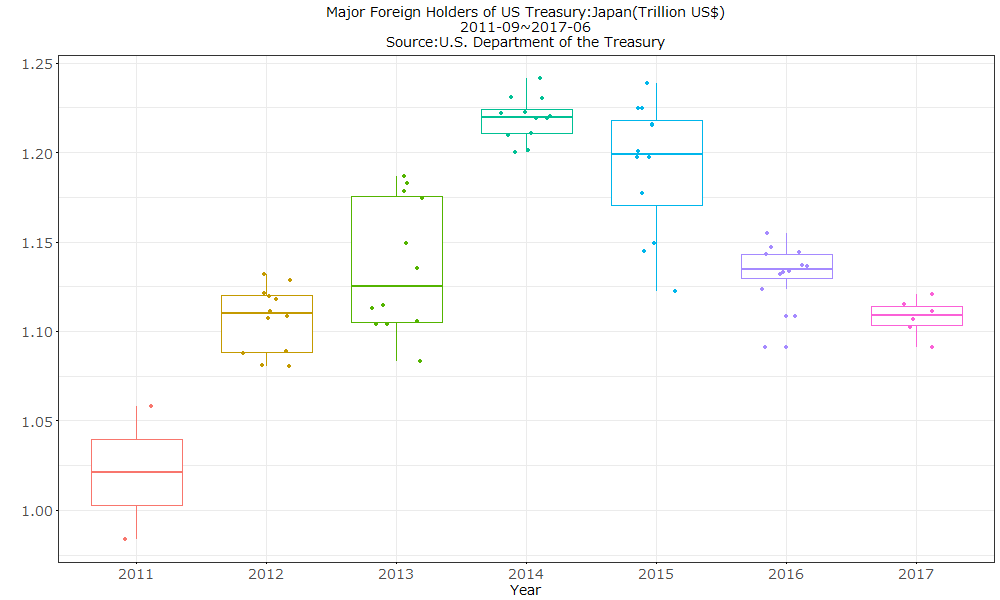 Major Foreign Holders of US Treasury:Japan(Trillion US$)
2011-09~2017-06
Source:U.S. Department of the Treasury
1.25
1.20
1.15
1.10
1.05
1.00
2011 2012 2013 2014 2015 2016 2017
Year